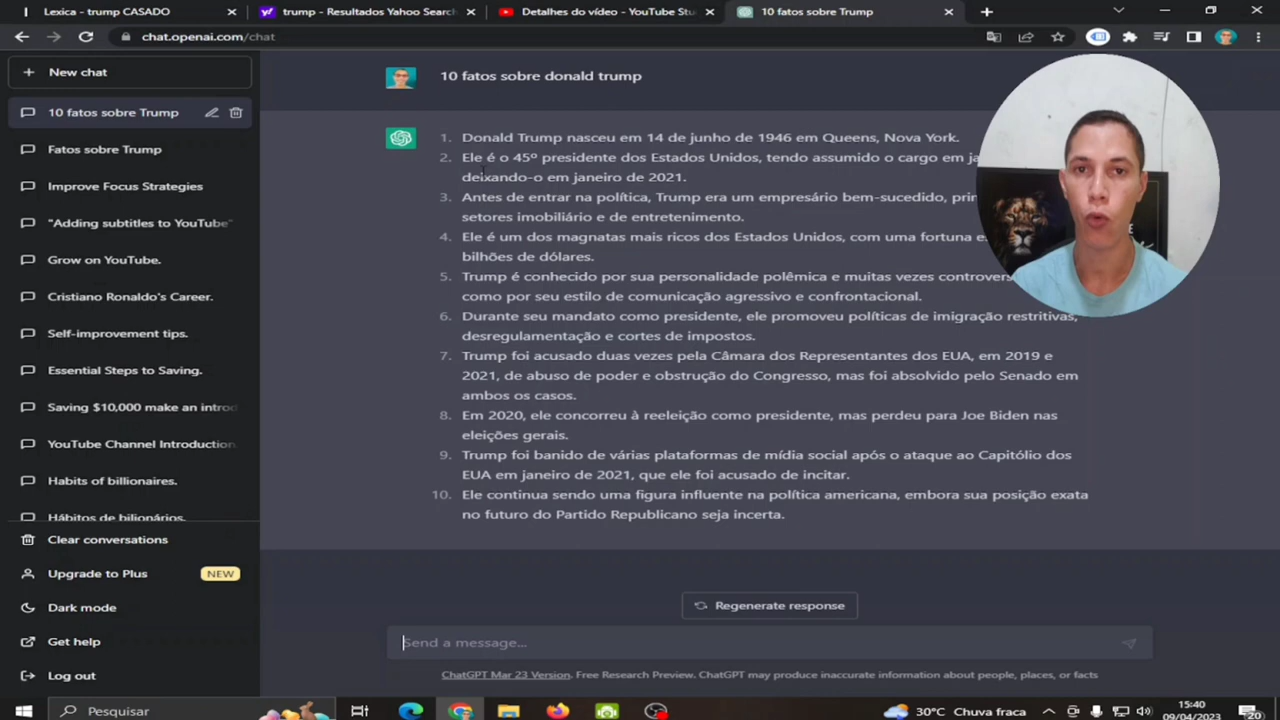 Lexica - trump CASADO
trump - Resultados Yahoo Search
Detalhes do vídeo - YouTube Stu
10 fatos sobre Trump
chat.openai.com/chat
New chat
10 fatos sobre Trump
Fatos sobre Trump
Improve Focus Strategies
"Adding subtitles to YouTube"
Grow on YouTube.
Cristiano Ronaldo's Career.
Self-improvement tips.
Essential Steps to Saving.
Saving $10,000 make an introd
YouTube Channel Introduction
Habits of billionaires.
Hábitos de bilionários.
Clear conversations
Upgrade to Plus NEW
Dark mode
Get help
Log out
10 fatos sobre donald trump
1. Donald Trump nasceu em 14 de junho de 1946 em Queens, Nova York.
2. Ele é o 45º presidente dos Estados Unidos, tendo assumido o cargo em ja
deixando-o em janeiro de 2021.
3. Antes de entrar na política, Trump era um empresário bem-sucedido, prin
setores imobiliário e de entretenimento.
4. Ele é um dos magnatas mais ricos dos Estados Unidos, com uma fortuna e
bilhões de dólares.
5. Trump é conhecido por sua personalidade polêmica e muitas vezes controvers
como por seu estilo de comunicação agressivo e confrontacional.
6. Durante seu mandato como presidente, ele promoveu políticas de imigração restritivas,
desregulamentação e cortes de impostos.
7. Trump foi acusado duas vezes pela Câmara dos Representantes dos EUA, em 2019 e
2021, de abuso de poder e obstrução do Congresso, mas foi absolvido pelo Senado em
ambos os casos.
8. Em 2020, ele concorreu à reeleição como presidente, mas perdeu para Joe Biden nas
eleições gerais.
9. Trump foi banido de várias plataformas de mídia social após o ataque ao Capitólio dos
EUA em janeiro de 2021, que ele foi acusado de incitar.
10. Ele continua sendo uma figura influente na política americana, embora sua posição exata
no futuro do Partido Republicano seja incerta.
Regenerate response
Send a message...
ChatGPT Mar 23 Version. Free Research Preview. ChatGPT may produce inaccurate information about people, places, or facts
Pesquisar
30°C Chuva fraca
15:40
09/04/2023
20